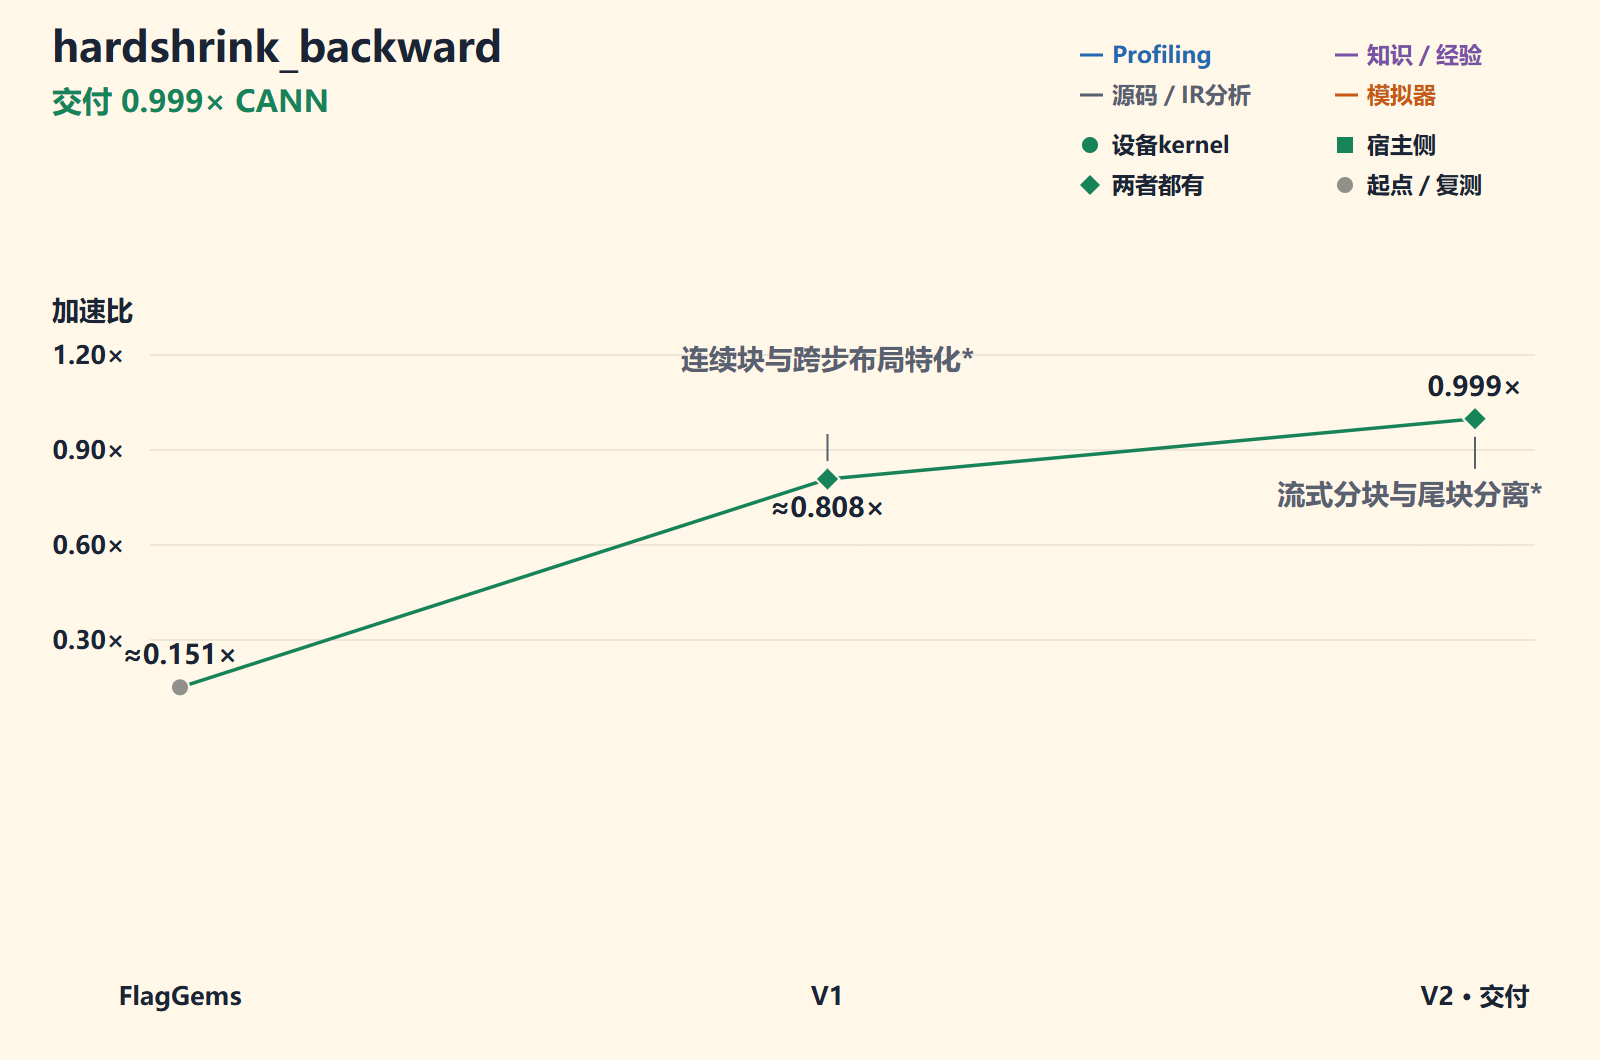 hardshrink_backward
交付 0.999× CANN
Profiling
知识 / 经验
源码 / IR分析
模拟器
设备kernel
宿主侧
两者都有
起点 / 复测
加速比
1.20×
连续块与跨步布局特化*
0.999×
0.90×
≈0.808×
流式分块与尾块分离*
0.60×
0.30×
≈0.151×
FlagGems
V1
V2 • 交付